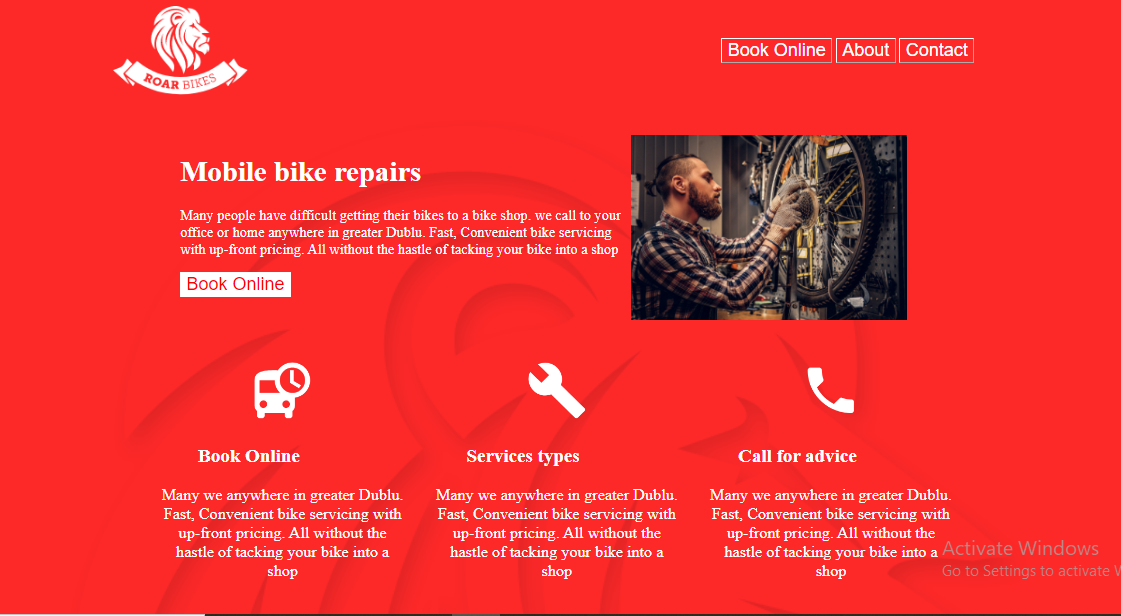 ROAR BIKES
Book Online
About
Contact
Mobile bike repairs
Many people have difficult getting their bikes to a bike shop. we call to your
office or home anywhere in greater Dublu. Fast, Convenient bike servicing
with up-front pricing. All without the hastle of tacking your bike into a shop
Book Online
Book Online
Many we anywhere in greater Dublu.
Fast, Convenient bike servicing with
up-front pricing. All without the
hastle of tacking your bike into a
shop
Services types
Many we anywhere in greater Dublu.
Fast, Convenient bike servicing with
up-front pricing. All without the
hastle of tacking your bike into a
shop
Call for advice
Many we anywhere in greater Dublu.
Fast, Convenient bike servicing with
up-front pricing. All without the
hastle of tacking your bike into a
shop
Activate Windows
Go to Settings to activate W